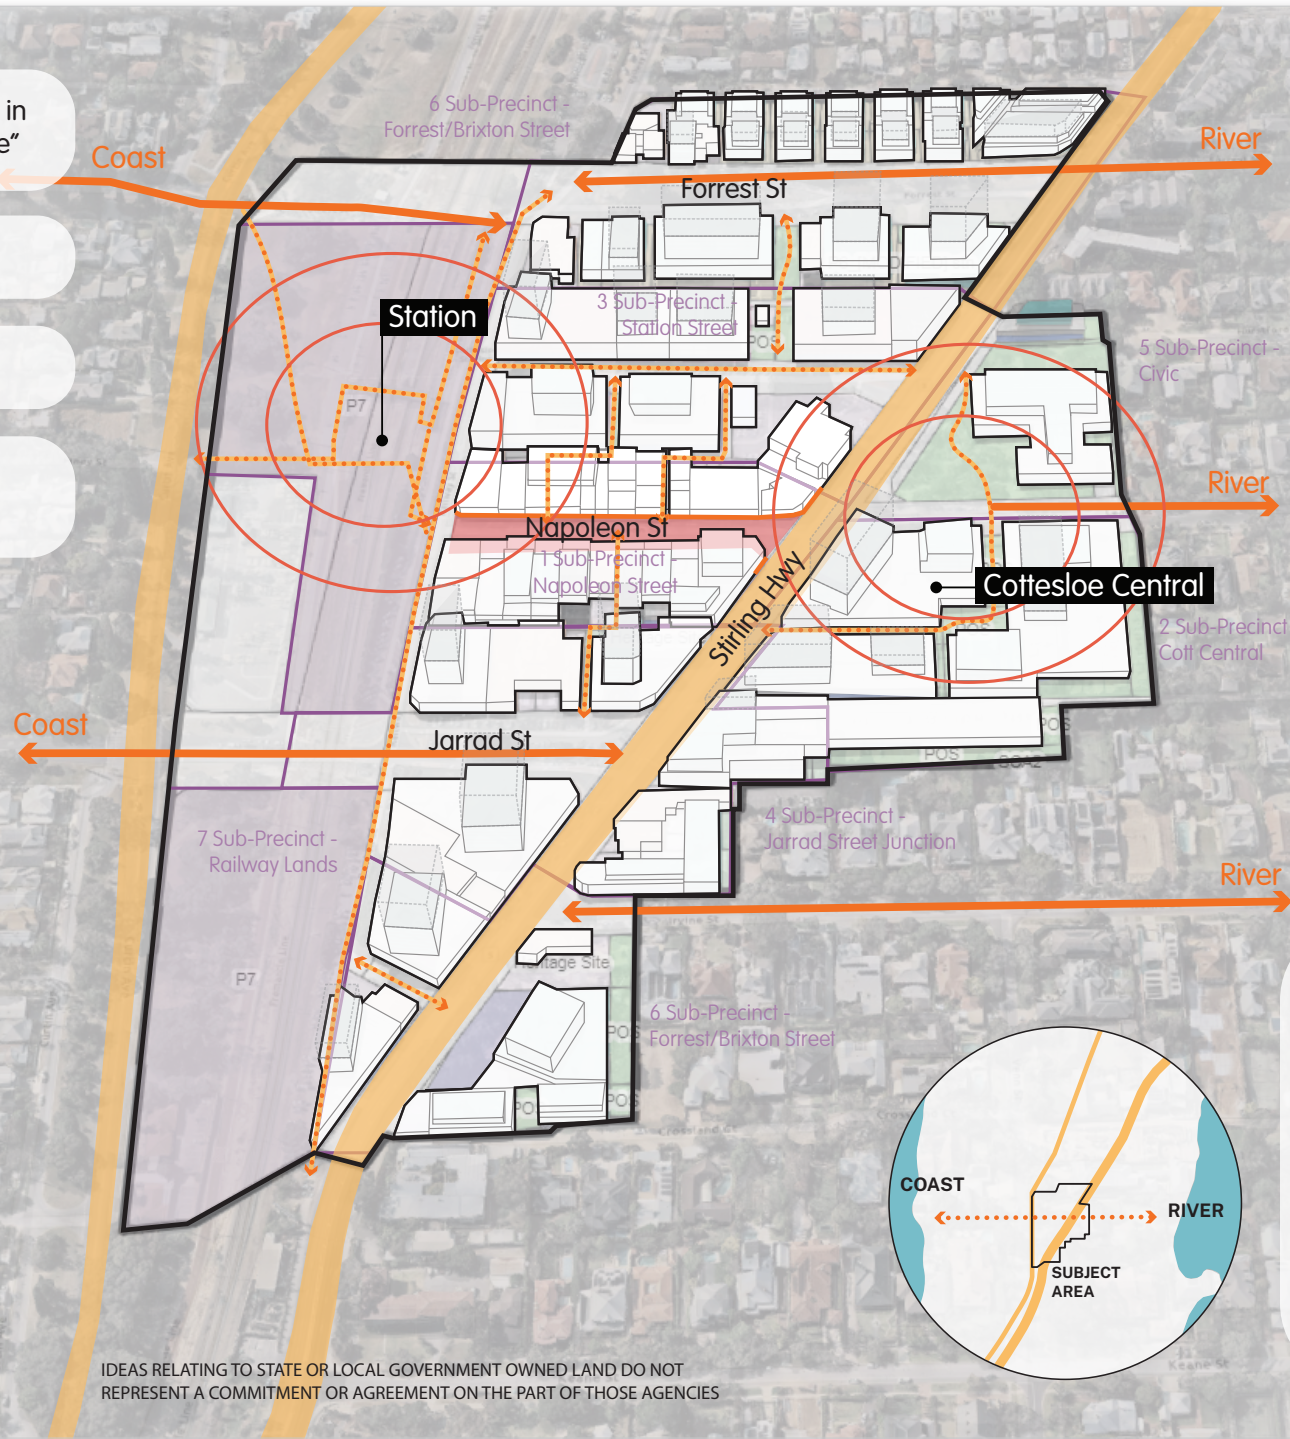 in
e"
6 Sub-Precinct -
Forrest/Brixton Street
Coast
River
Forrest St
Station
3 Sub-Precinct -
Station Street
POS
5 Sub-Precinct -
Civic
P7
River
Napoleon St
1 Sub-Precinct -
Napoleon Street
Stirling Hwy
Cottesloe Central
2 Sub-Precinct
Cott Central
Coast
Jarrad St
POS
POS
7 Sub-Precinct -
Railway Lands
4 Sub-Precinct -
Jarrad Street Junction
River
Heritage Site
P7
6 Sub-Precinct -
Forrest/Brixton Street
POS
POS
COAST
RIVER
SUBJECT
AREA
Keane St
IDEAS RELATING TO STATE OR LOCAL GOVERNMENT OWNED LAND DO NOT
REPRESENT A COMMITMENT OR AGREEMENT ON THE PART OF THOSE AGENCIES